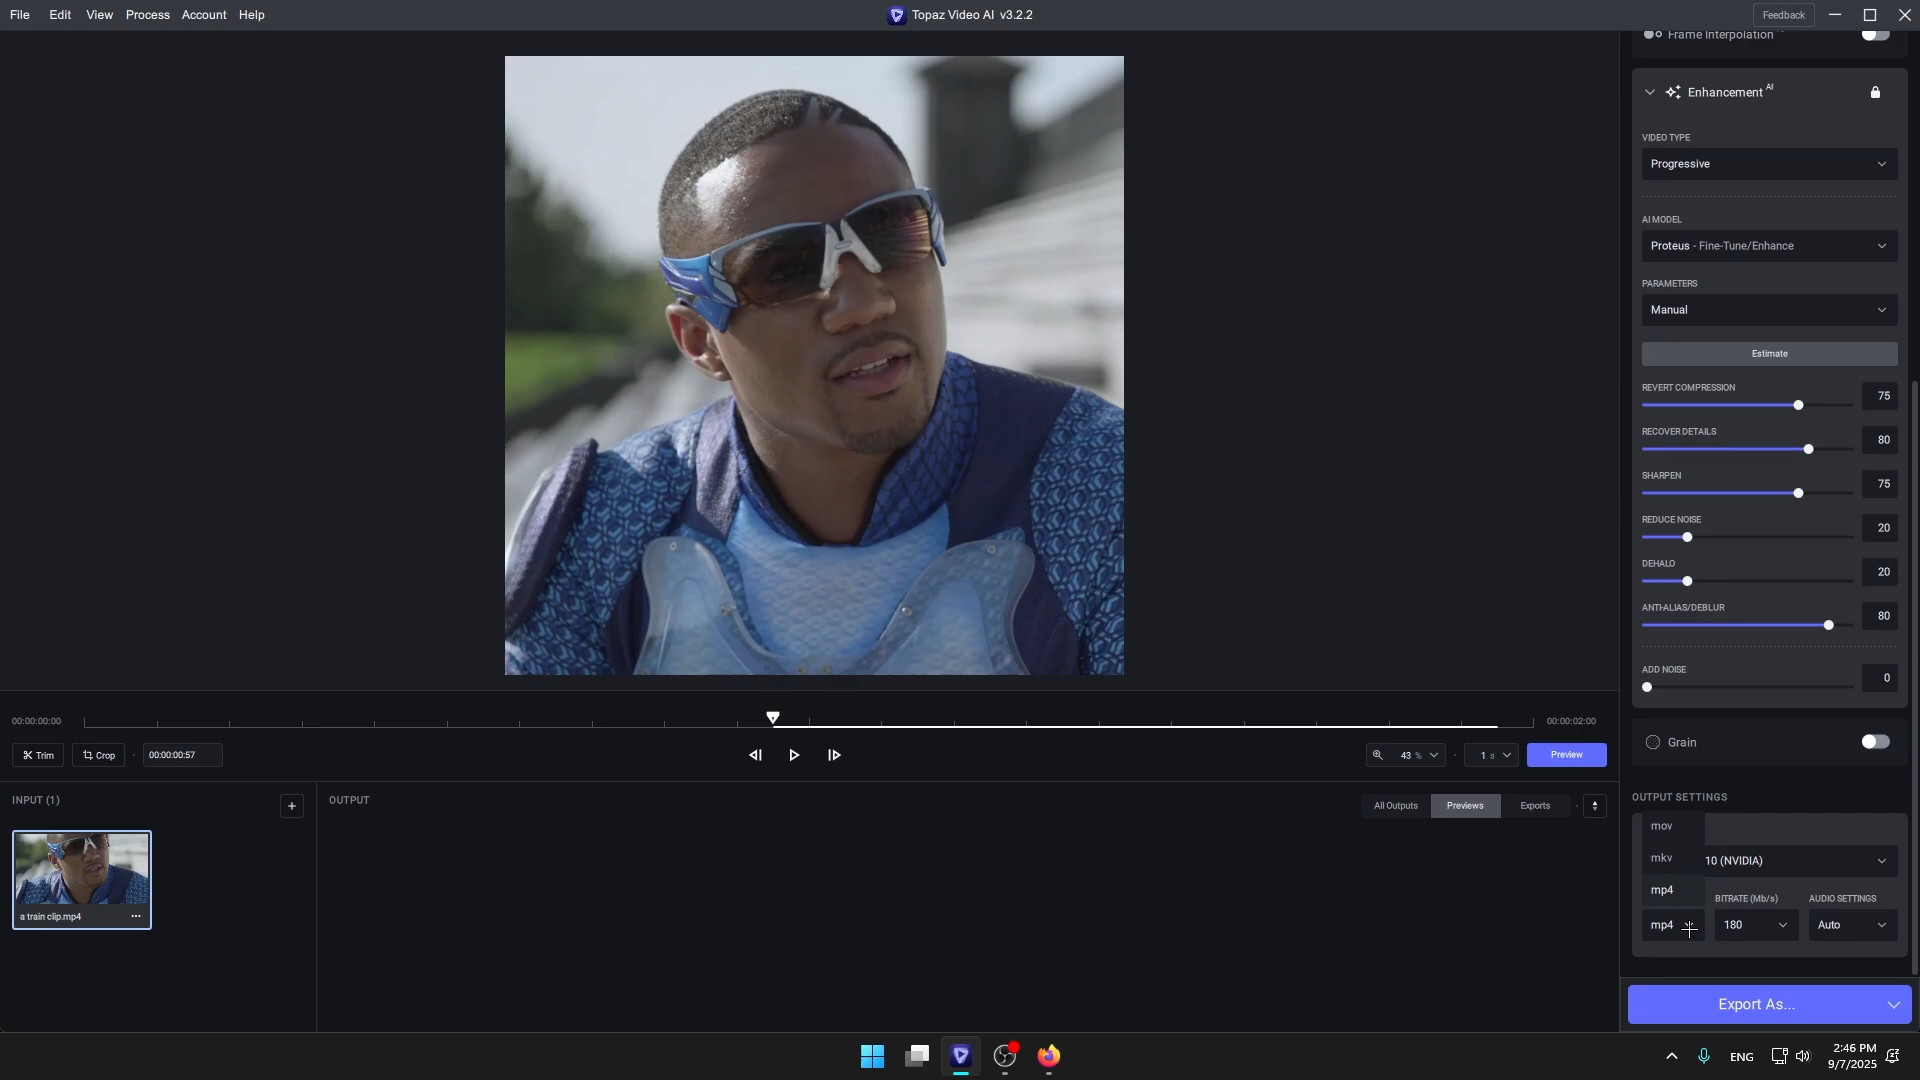 File Edit View Process Account Help
Topaz Video AI v3.2.2
Feedback
Frame Interpolation
Enhancement AI
VIDEO TYPE
Progressive
AI MODEL
Proteus - Fine-Tune/Enhance
PARAMETERS
Manual
Estimate
REVERT COMPRESSION
75
RECOVER DETAILS
80
SHARPEN
75
REDUCE NOISE
20
DEHALO
20
ANTI-ALIAS/DEBLUR
80
ADD NOISE
0
Grain
00:00:00:00
00:00:02:00
Trim
Crop
00:00:00:57
43 %
1 s
Preview
INPUT (1)
+
a train clip.mp4
OUTPUT
All Outputs Previews Exports
OUTPUT SETTINGS
mov
mkv
10 (NVIDIA)
mp4
BITRATE (Mb/s)
AUDIO SETTINGS
mp4
180
Auto
Export As...
ENG
2:46 PM
9/7/2025